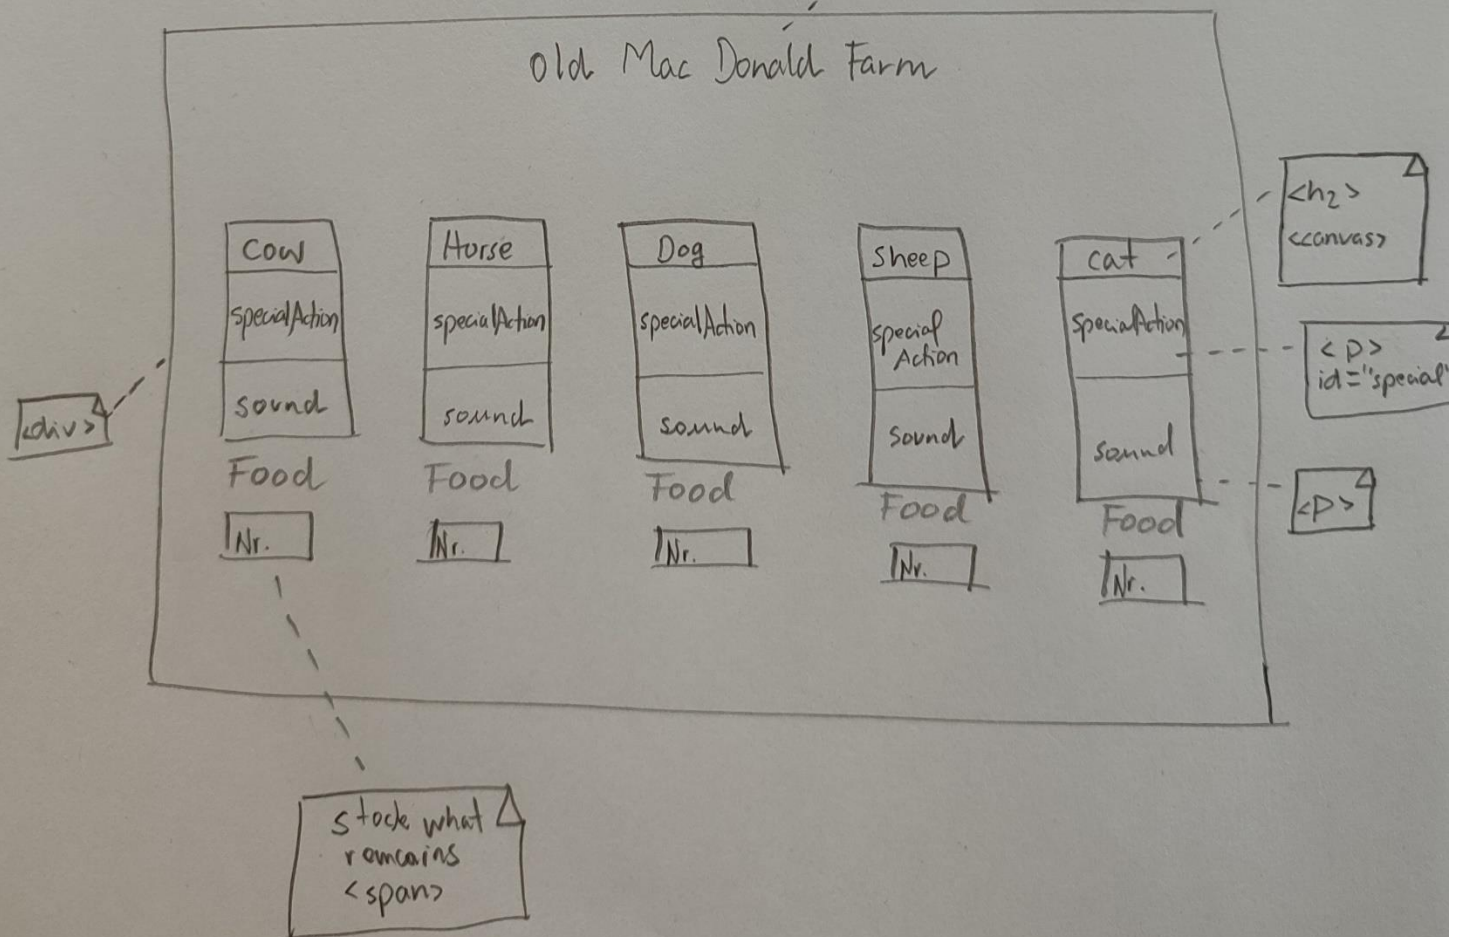 Old Mac Donald Farm
Cow
specialAction
sound
Food
Nr.
Horse
specialAction
sound
Food
Nr.
Dog
specialAction
sound
Food
Nr.
Sheep
special
Action
sound
Food
Nr.
cat
specialAction
sound
Food
Nr.
<h2>
<canvas>
<p>
id="special"
<p>
<div>
stock what
remains
<span>